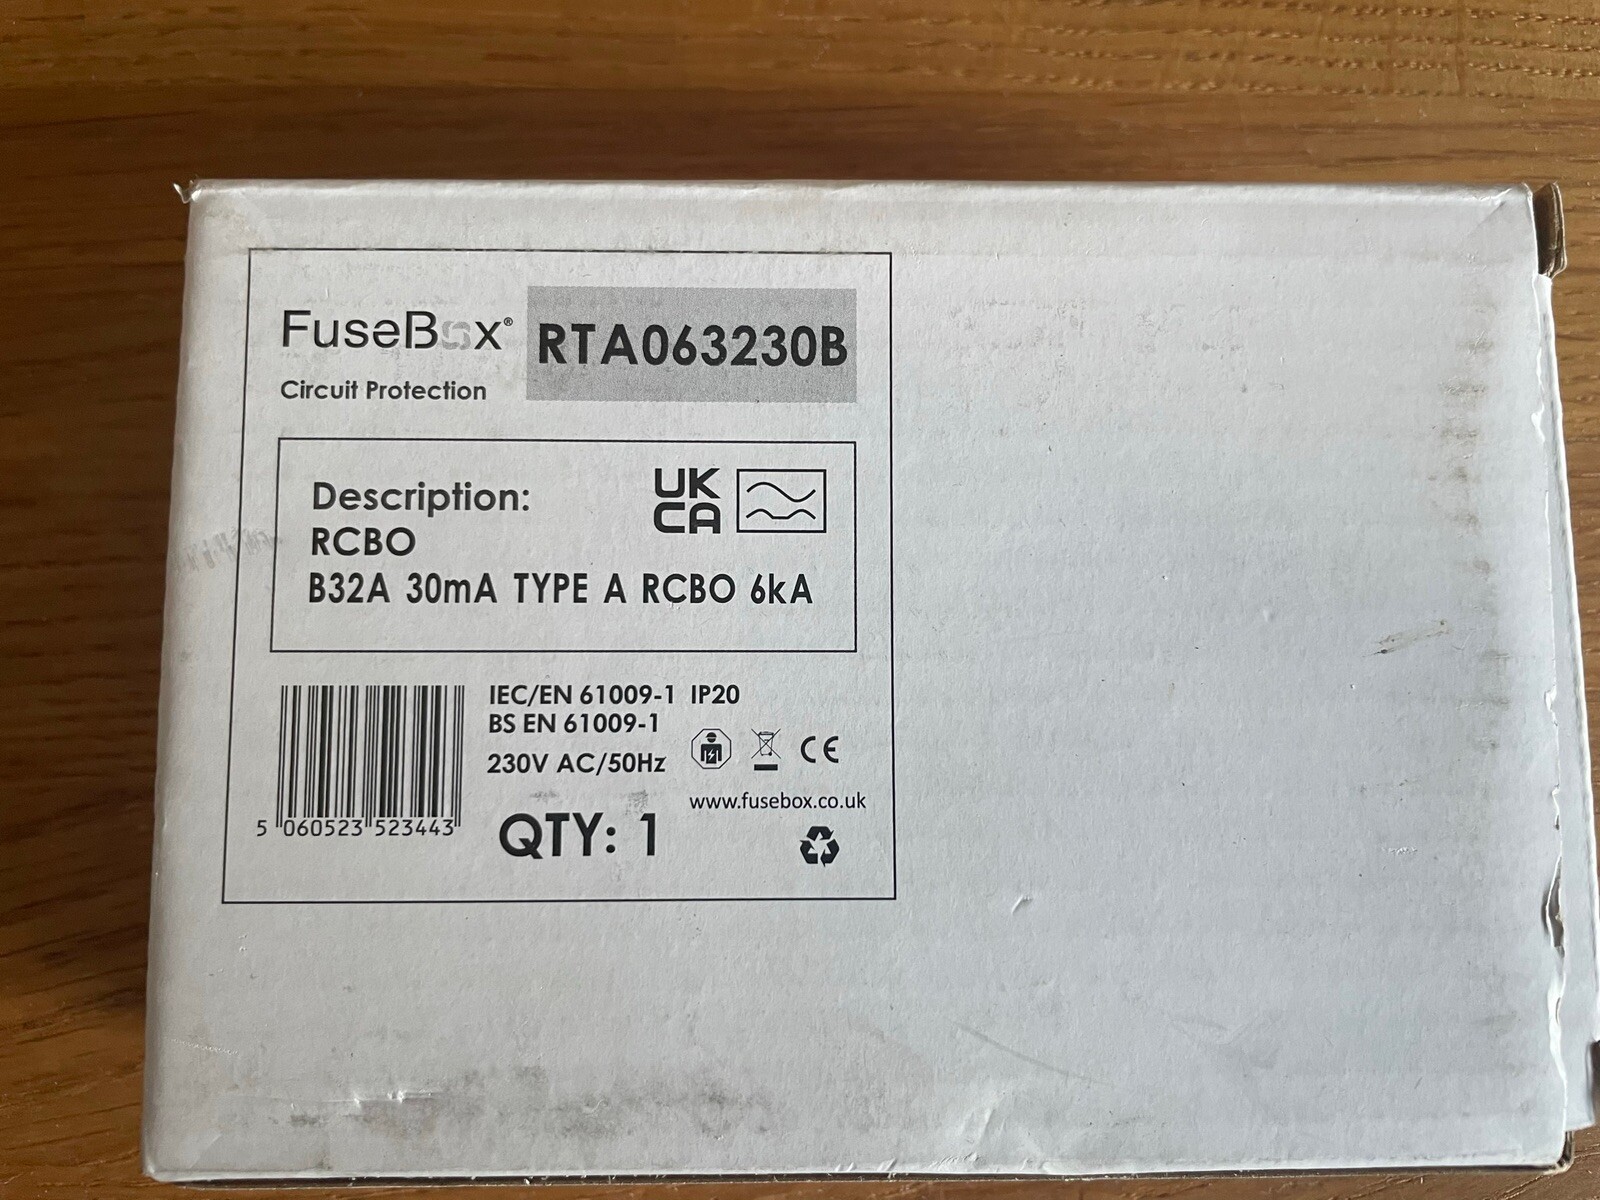 FuseBox®
RTA063230B
Circuit Protection
Description:
UK
CA
RCBO
B32A 30mA TYPE A RCBO 6kA
IEC/EN 61009-1 IP20
BS EN 61009-1
230V AC/50Hz
CE
www.fusebox.co.uk
5 060523 523443
QTY: 1